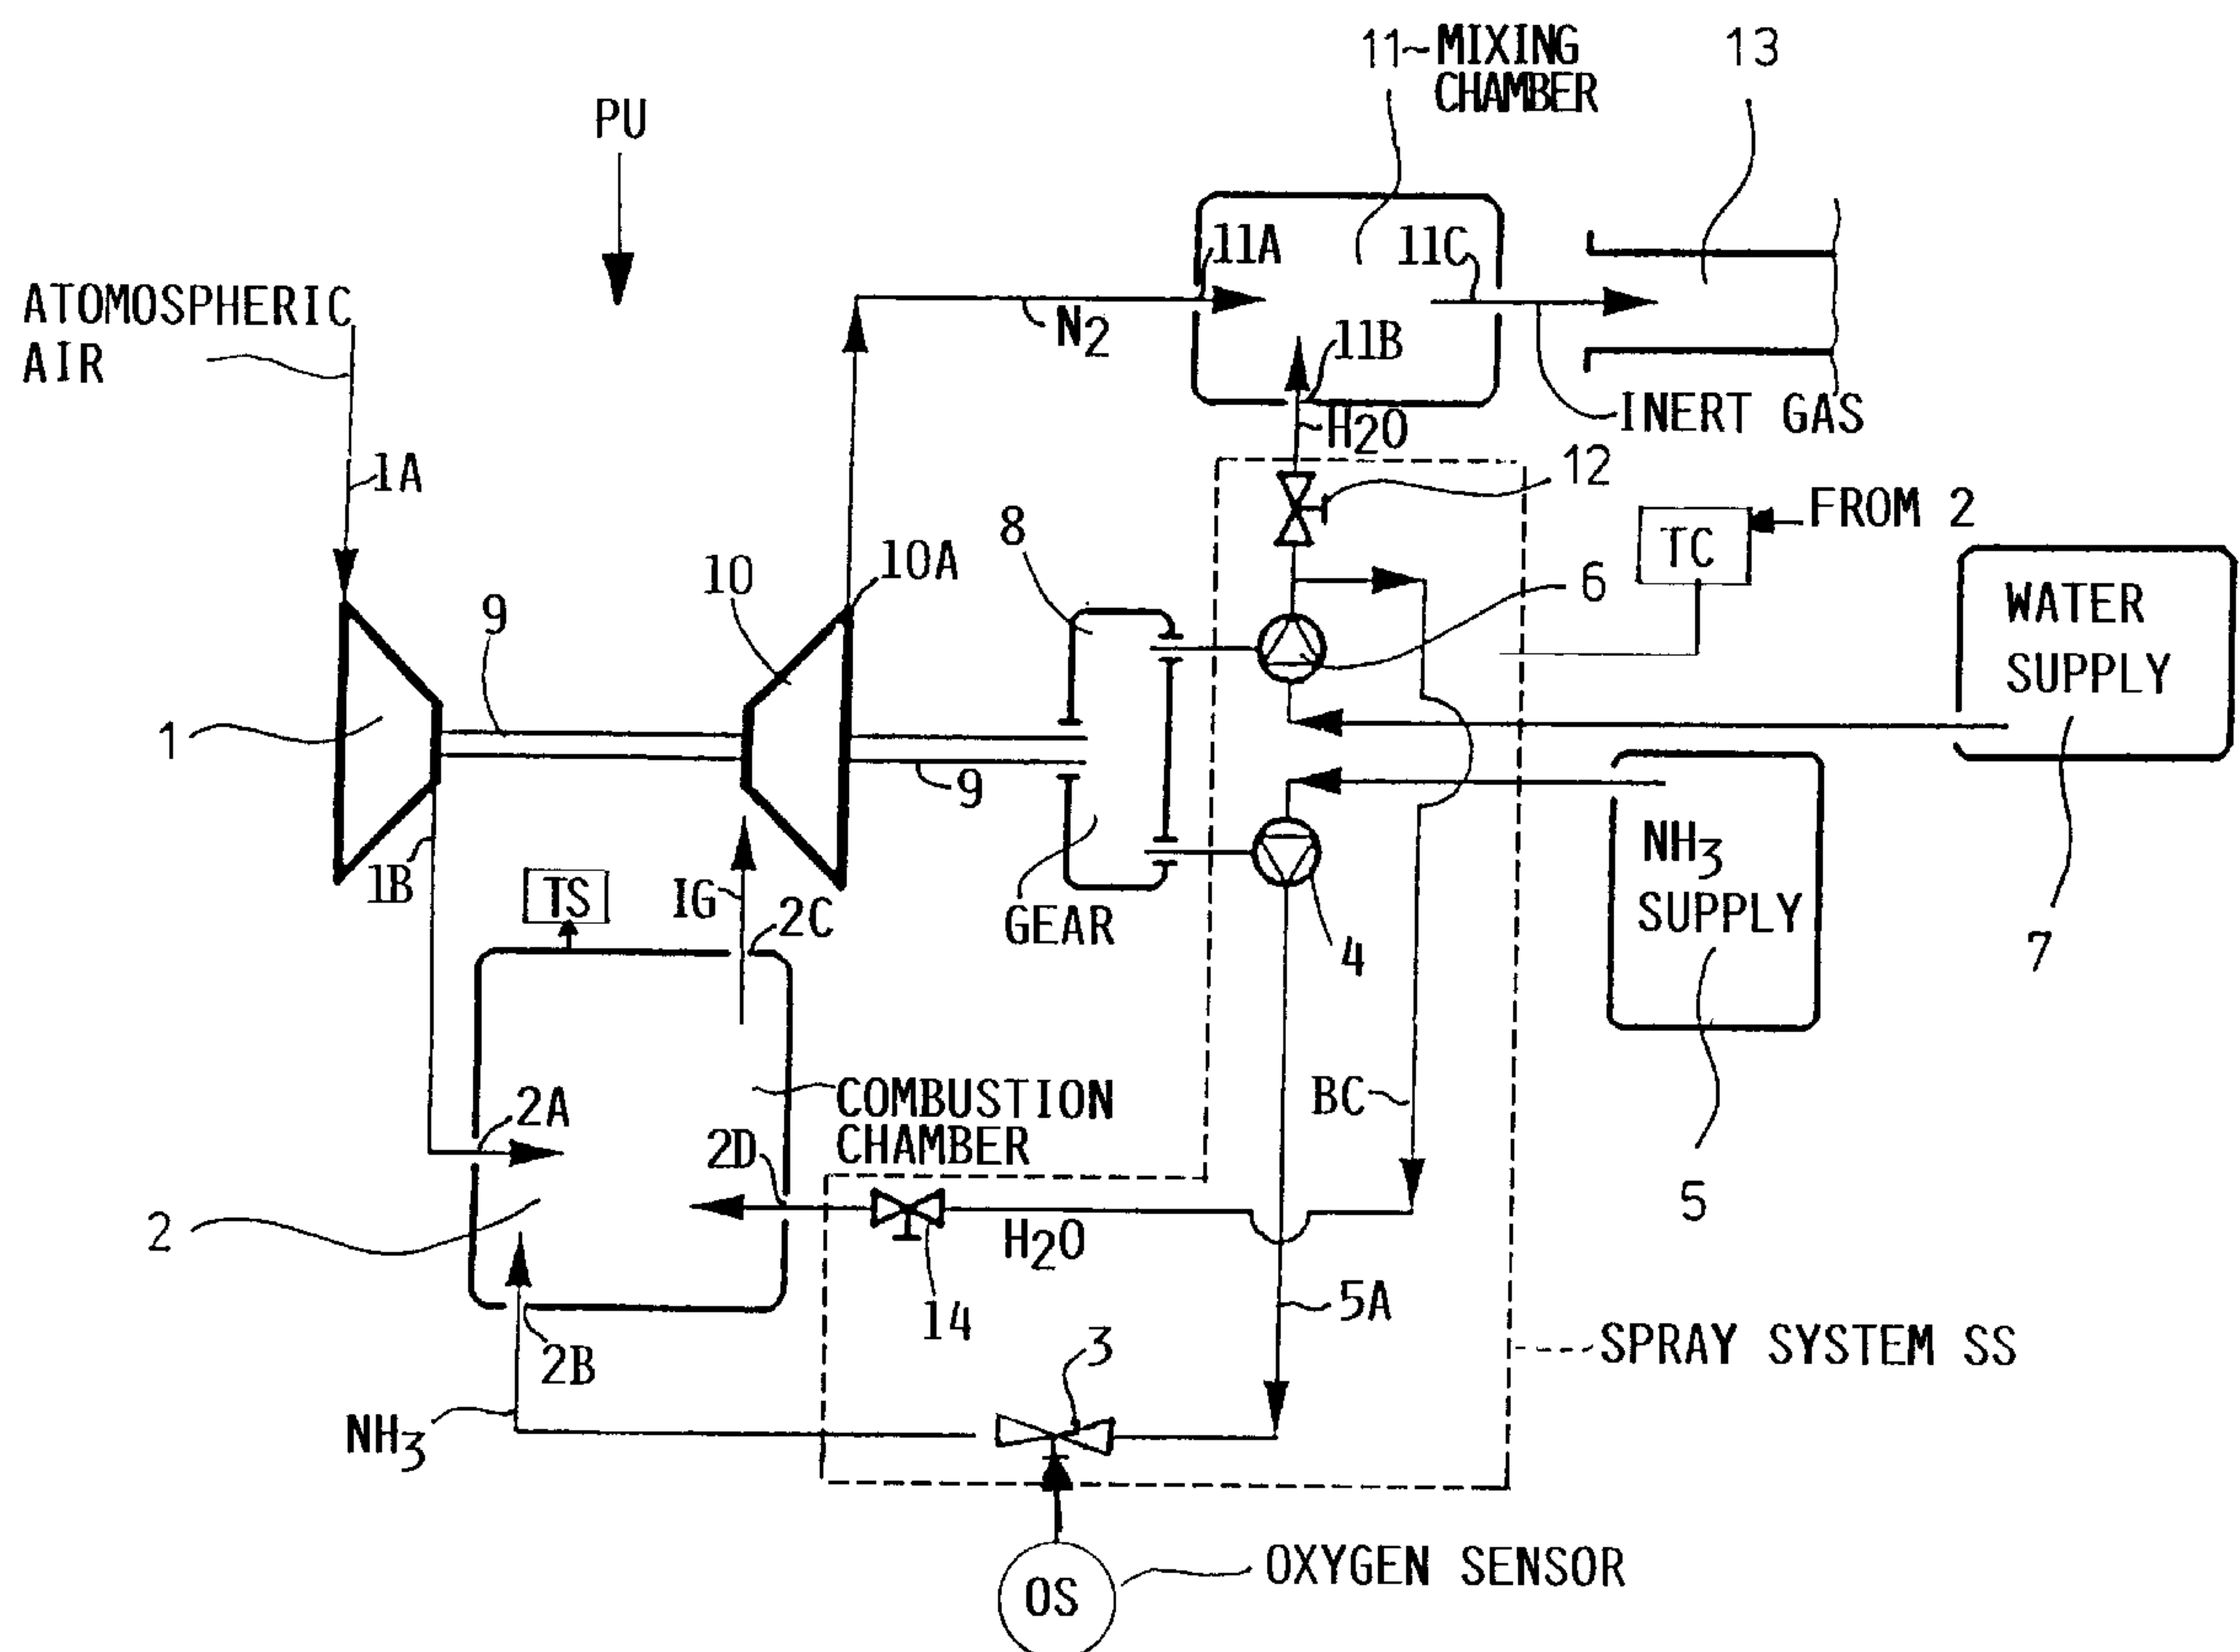 11 MIXING
CHAMBER
13
PU
11A
11C
ATOMOSPHERIC
AIR
N2
11B
INERT GAS
H2O
1A
12
FROM 2
TC
8
10
10A
6
9
WATER
SUPPLY
1
9
NH3
SUPPLY
1B
TS
IG
2C
GEAR
4
7
COMBUSTION
CHAMBER
BC
2A
2D
5
2
H2O
14
5A
3
2B
SPRAY SYSTEM SS
NH3
OXYGEN SENSOR
OS